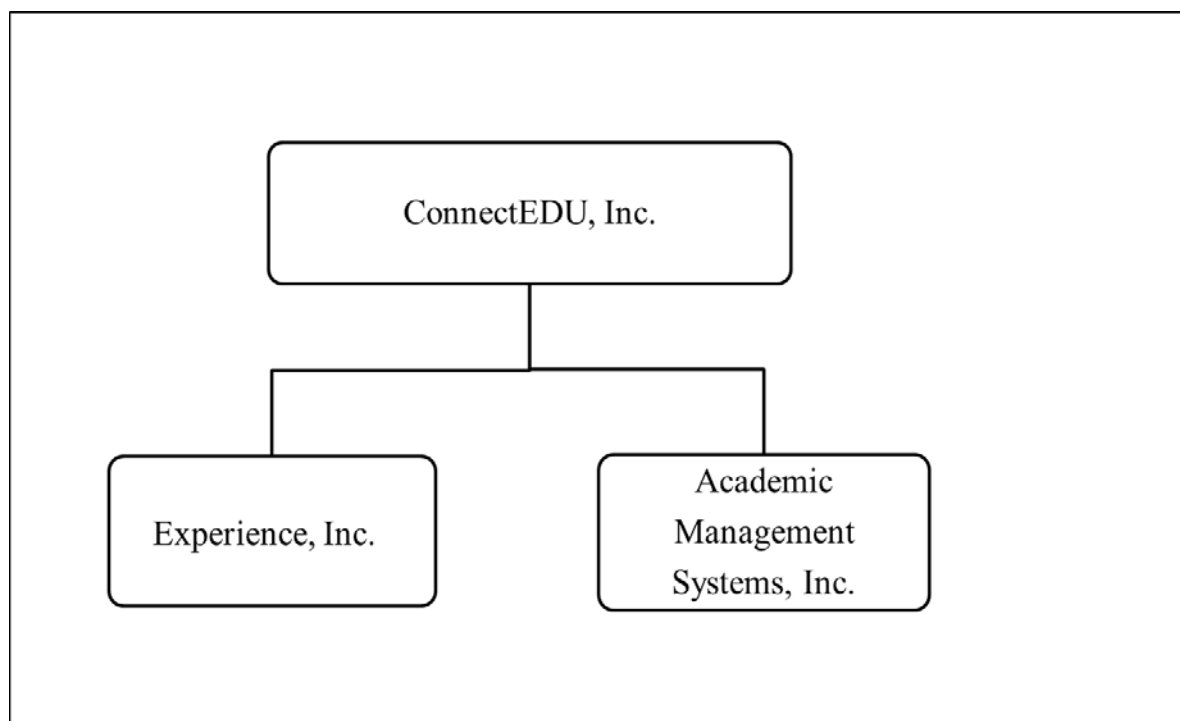 ConnectEDU, Inc.
Experience, Inc.
Academic
Management
Systems, Inc.